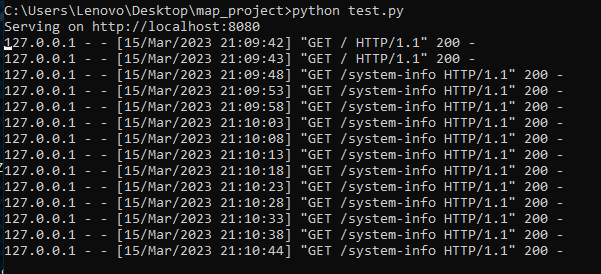 C:\Users\Lenovo\Desktop\map_project>python test.py
Serving on http://localhost:8080
127.0.0.1 - - [15/Mar/2023 21:09:42] "GET / HTTP/1.1" 200 -
127.0.0.1 - - [15/Mar/2023 21:09:43] "GET / HTTP/1.1" 200 -
127.0.0.1 - - [15/Mar/2023 21:09:48] "GET /system-info HTTP/1.1" 200 -
127.0.0.1 - - [15/Mar/2023 21:09:53] "GET /system-info HTTP/1.1" 200 -
127.0.0.1 - - [15/Mar/2023 21:09:58] "GET /system-info HTTP/1.1" 200 -
127.0.0.1 - - [15/Mar/2023 21:10:03] "GET /system-info HTTP/1.1" 200 -
127.0.0.1 - - [15/Mar/2023 21:10:08] "GET /system-info HTTP/1.1" 200 -
127.0.0.1 - - [15/Mar/2023 21:10:13] "GET /system-info HTTP/1.1" 200 -
127.0.0.1 - - [15/Mar/2023 21:10:18] "GET /system-info HTTP/1.1" 200 -
127.0.0.1 - - [15/Mar/2023 21:10:23] "GET /system-info HTTP/1.1" 200 -
127.0.0.1 - - [15/Mar/2023 21:10:28] "GET /system-info HTTP/1.1" 200 -
127.0.0.1 - - [15/Mar/2023 21:10:33] "GET /system-info HTTP/1.1" 200 -
127.0.0.1 - - [15/Mar/2023 21:10:38] "GET /system-info HTTP/1.1" 200 -
127.0.0.1 - - [15/Mar/2023 21:10:44] "GET /system-info HTTP/1.1" 200 -